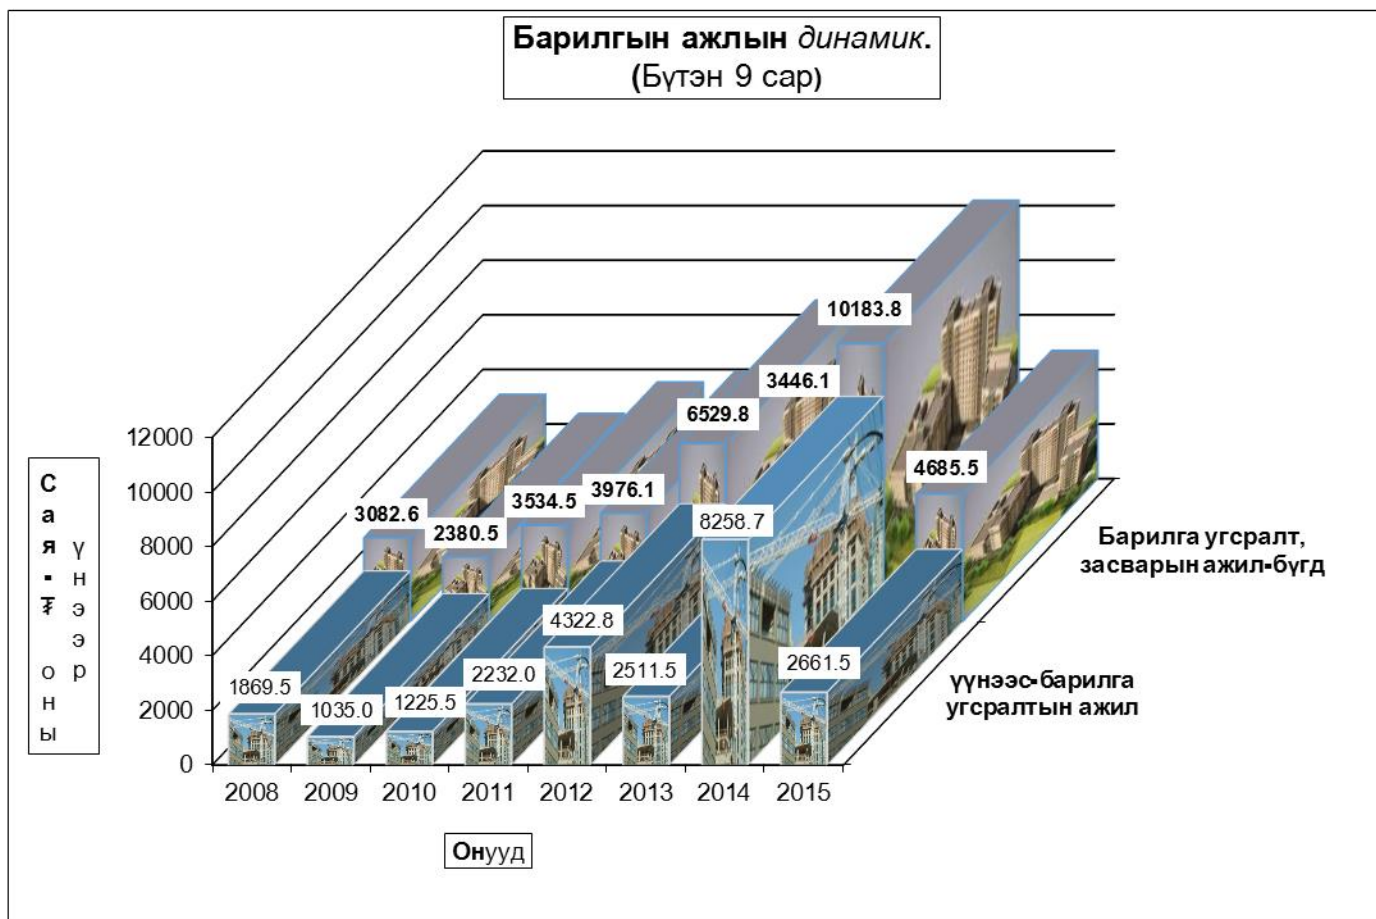 Барилгын ажлын динамик.
(Бүтэн 9 сар)
12000
10000
8000
6000
4000
2000
0
Сая-₮ оны үнээр
3082.6
2380.5
3534.5
3976.1
6529.8
3446.1
10183.8
4685.5
1869.5
1035.0
1225.5
2232.0
4322.8
2511.5
8258.7
2661.5
Барилга угсралт,
засварын ажил-бүгд
үүнээс-барилга
угсралтын ажил
2008 2009 2010 2011 2012 2013 2014 2015
Онууд